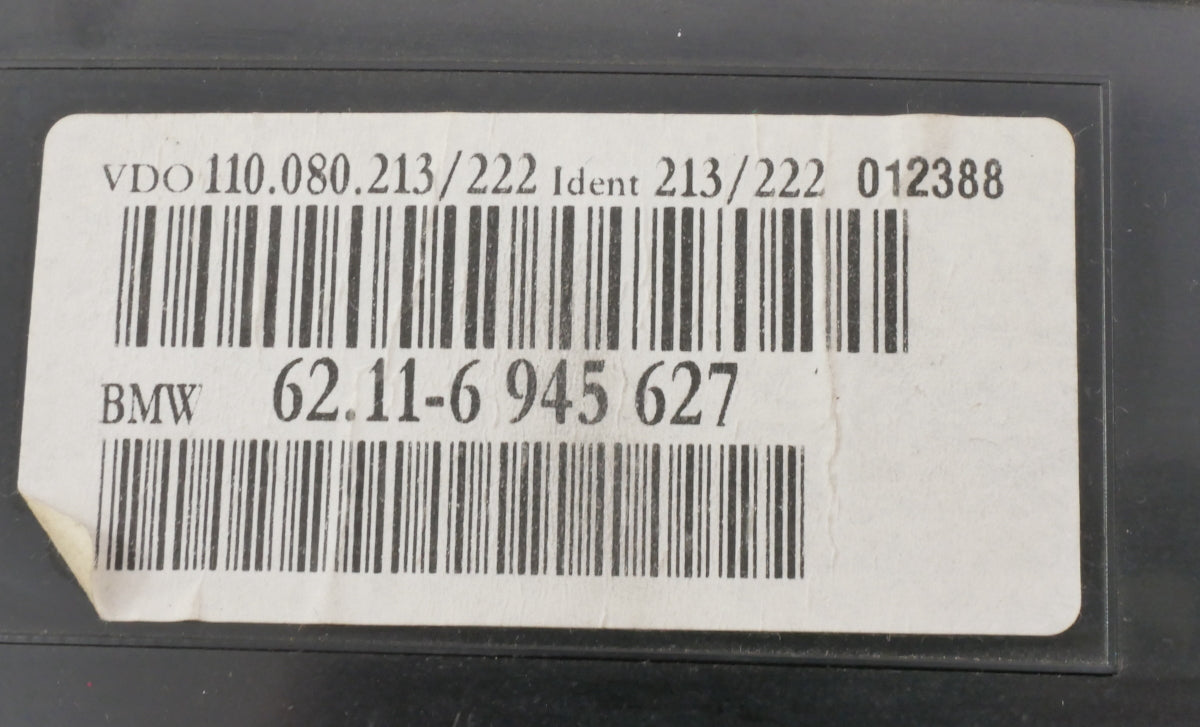 VDO 110.080.213/222 Ident 213/222 012388
BMW 62.11-6 945 627